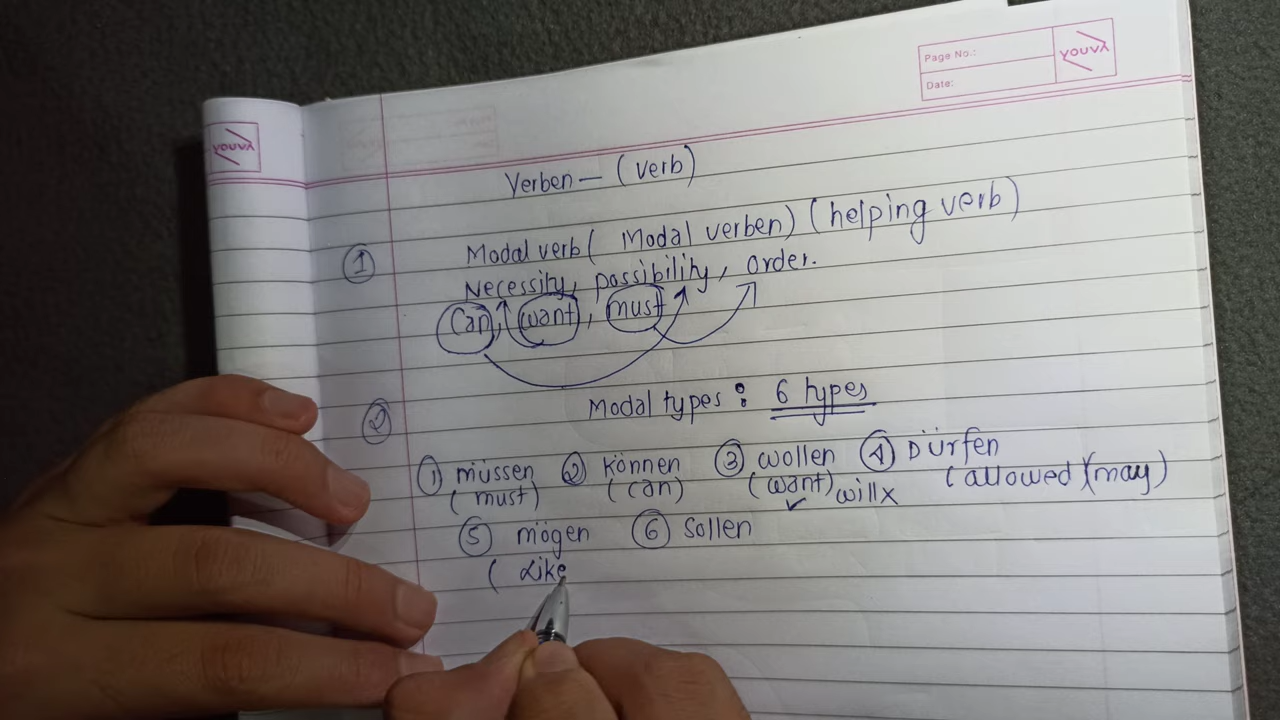 Page No.:
Date:
youva
youva
Verben – (verb)
① Modal verb ( Modal verben) (helping verb)
Necessity, possibility, order.
Can, want, must
② Modal types : 6 types
① müssen ② können ③ wollen ④ Dürfen
( must) ( can) ( want) will x ( allowed )(may)
⑤ mögen ⑥ sollen
( Like